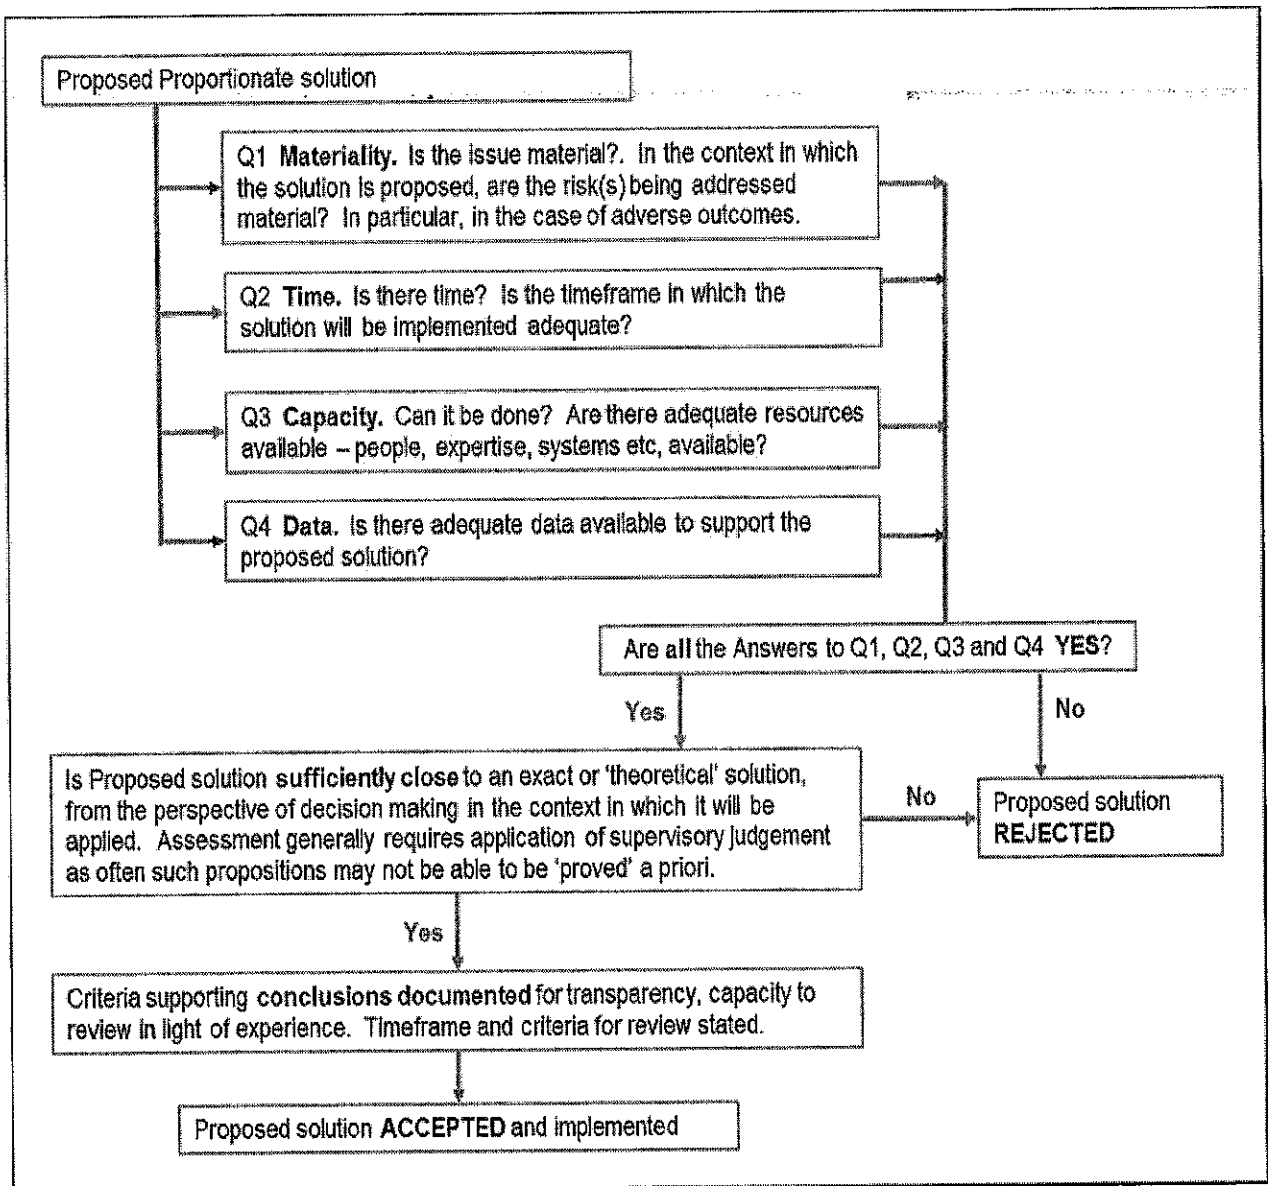 Proposed Proportionate solution
Q1 Materiality. Is the issue material?. In the context in which
the solution is proposed, are the risk(s) being addressed
material? In particular, in the case of adverse outcomes.
Q2 Time. Is there time? Is the timeframe in which the
solution will be implemented adequate?
Q3 Capacity. Can it be done? Are there adequate resources
available – people, expertise, systems etc, available?
Q4 Data. Is there adequate data available to support the
proposed solution?
Are all the Answers to Q1, Q2, Q3 and Q4 YES?
Yes
No
Is Proposed solution sufficiently close to an exact or 'theoretical' solution,
from the perspective of decision making in the context in which it will be
applied. Assessment generally requires application of supervisory judgement
as often such propositions may not be able to be 'proved' a priori.
No
Proposed solution
REJECTED
Yes
Criteria supporting conclusions documented for transparency, capacity to
review in light of experience. Timeframe and criteria for review stated.
Proposed solution ACCEPTED and implemented